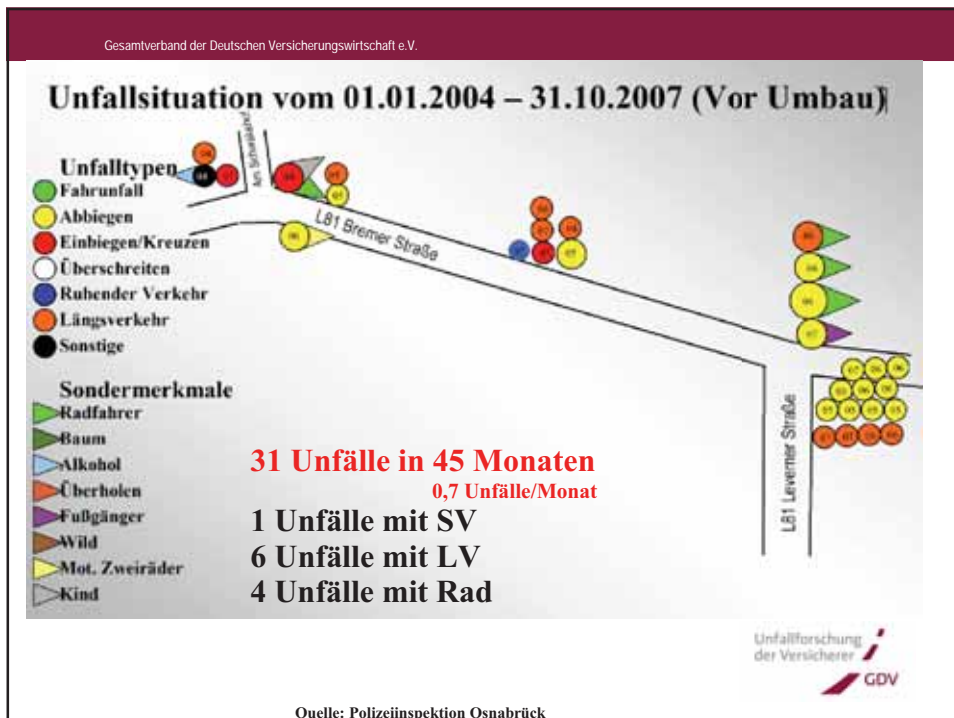 Gesamtverband der Deutschen Versicherungswirtschaft e.V.
Unfallsituation vom 01.01.2004 – 31.10.2007 (Vor Umbau)
Unfalltypen
Fahrunfall
Abbiegen
Einbiegen/Kreuzen
Überschreiten
Ruhender Verkehr
Längsverkehr
Sonstige
Sondermerkmale
Radfahrer
Baum
Alkohol
Überholen
Fußgänger
Wild
Mot. Zweiräder
Kind
L81 Bremer Straße
L81 Leverner Straße
31 Unfälle in 45 Monaten
0,7 Unfälle/Monat
1 Unfälle mit SV
6 Unfälle mit LV
4 Unfälle mit Rad
Unfallforschung
der Versicherer
GDV
Quelle: Polizeiinspektion Osnabrück